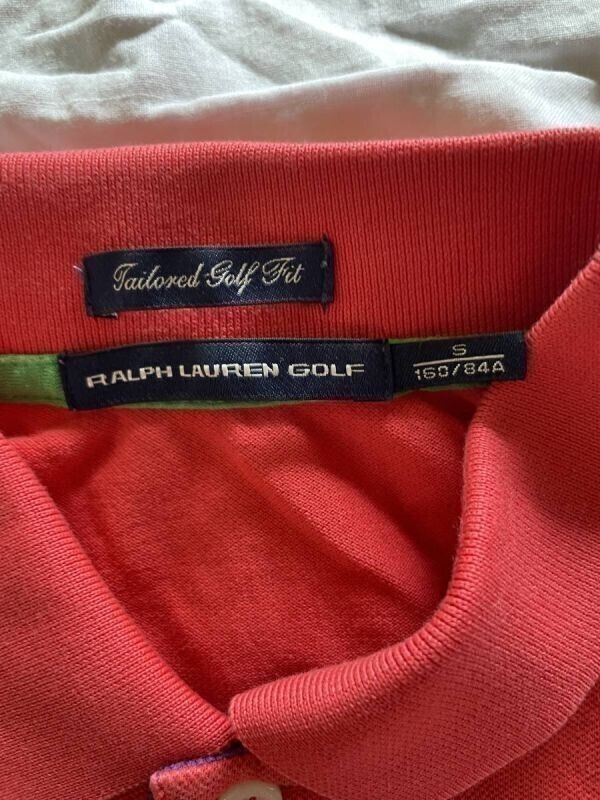 Tailored Golf Fit
RALPH LAUREN GOLF
S
160/84A